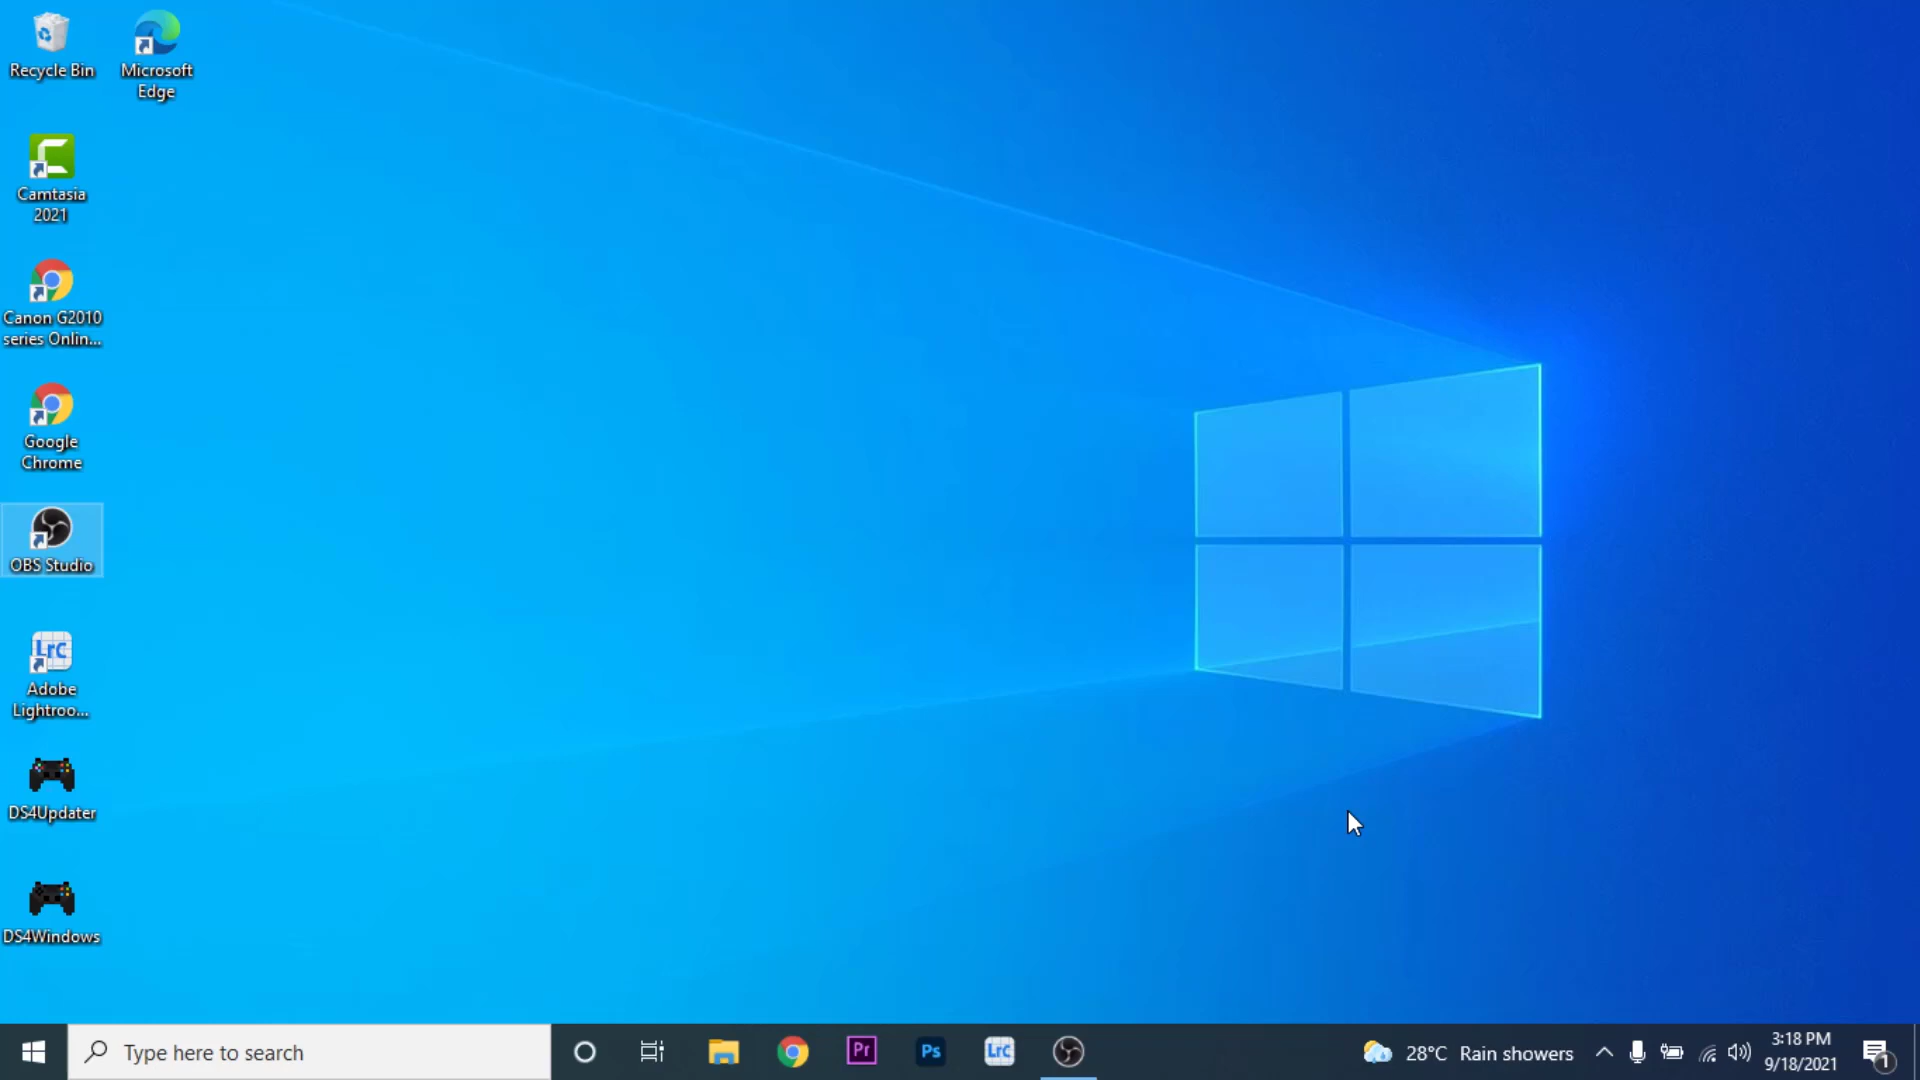 Recycle Bin
Microsoft
Edge
Camtasia
2021
Canon G2010
series Onlin...
Google
Chrome
OBS Studio
LrC
Adobe
Lightroo...
DS4Updater
DS4Windows
Type here to search
Pr
Ps
LrC
28°C Rain showers
3:18 PM
9/18/2021
1